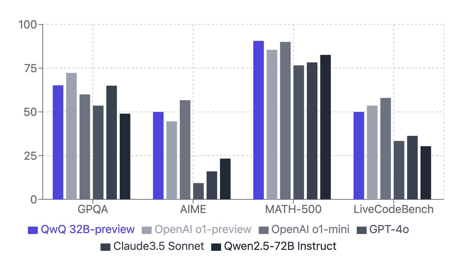 100
75
50
25
0
GPQA AIME MATH-500 LiveCodeBench
QwQ 32B-preview OpenAI o1-preview OpenAI o1-mini GPT-4o
Claude3.5 Sonnet Qwen2.5-72B Instruct